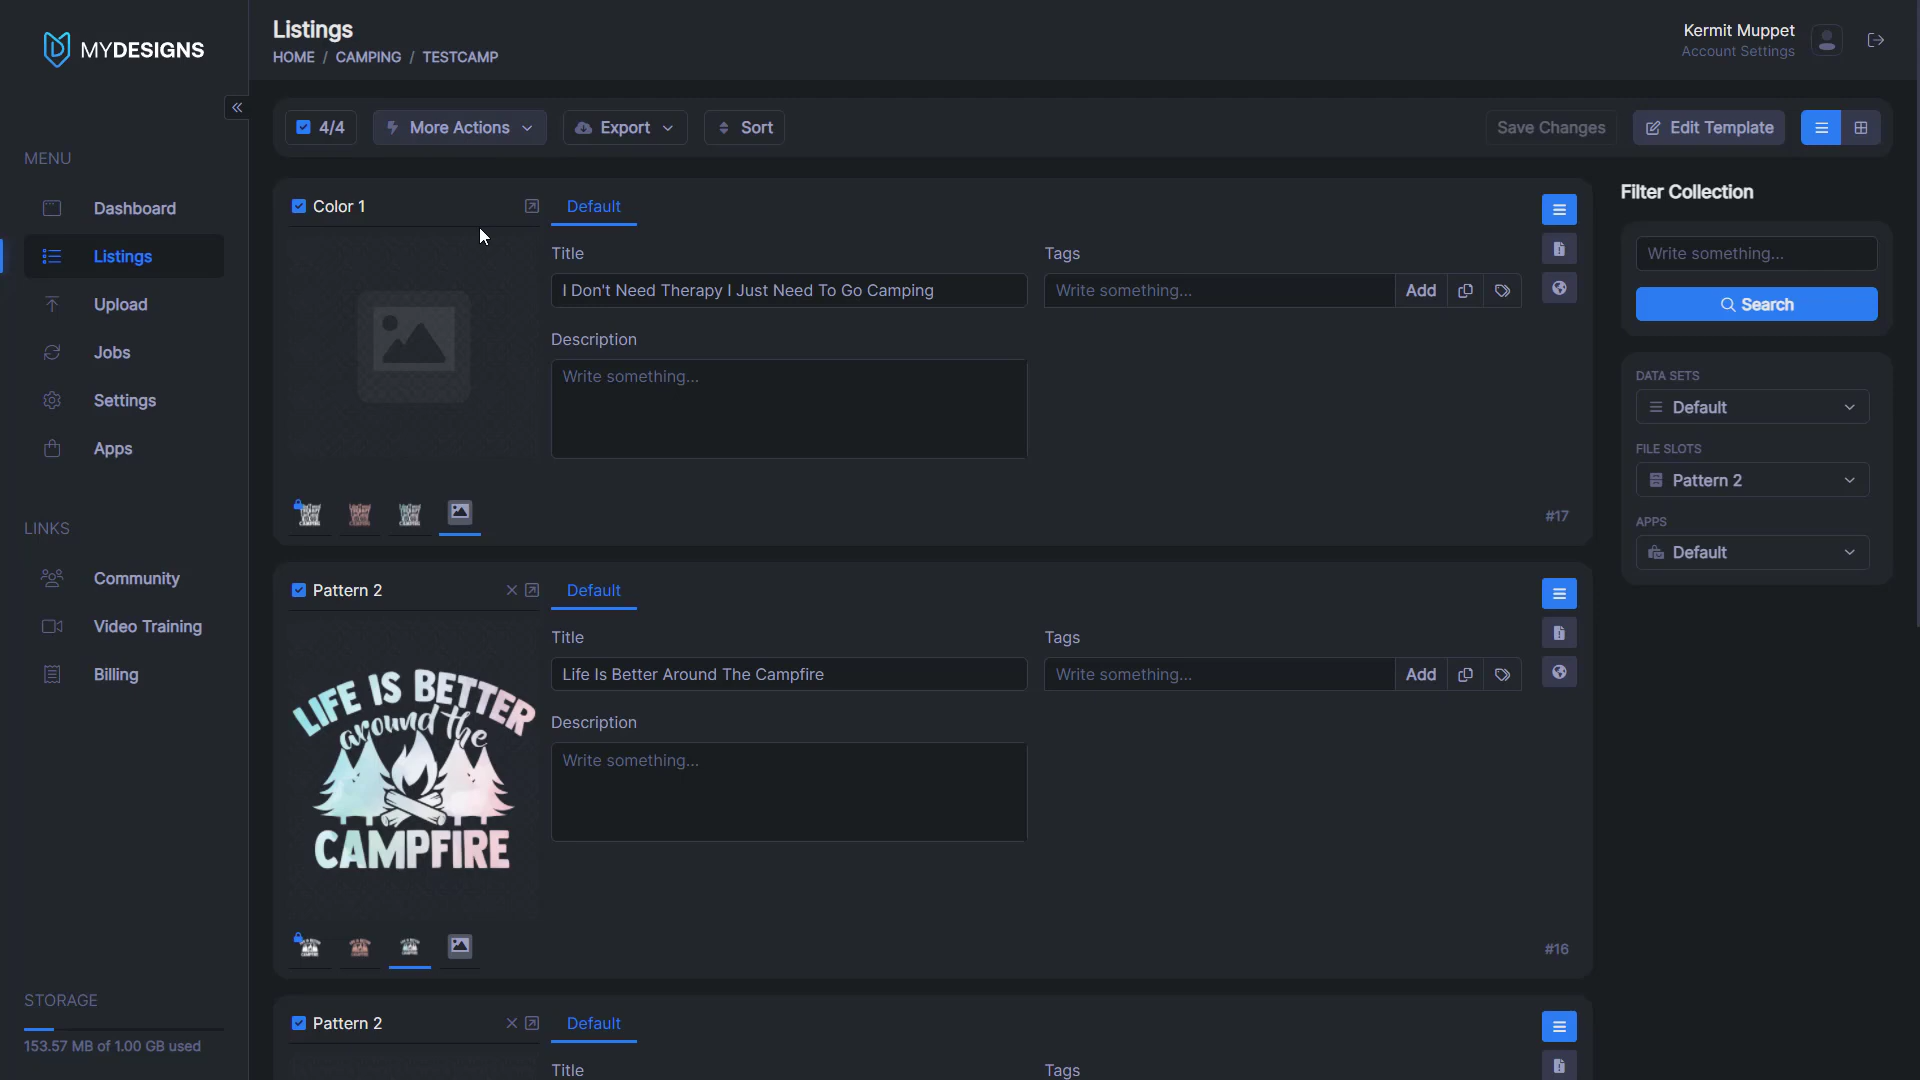 MYDESIGNS
Listings
HOME / CAMPING / TESTCAMP
Kermit Muppet
Account Settings
MENU
Dashboard
Listings
Upload
Jobs
Settings
Apps
LINKS
Community
Video Training
Billing
STORAGE
153.57 MB of 1.00 GB used
4/4
More Actions
Export
Sort
Save Changes
Edit Template
Color 1
Default
Title
I Don't Need Therapy I Just Need To Go Camping
Tags
Write something...
Add
Description
Write something...
#17
Pattern 2
Default
LIFE IS BETTER
around the
CAMPFIRE
Title
Life Is Better Around The Campfire
Tags
Write something...
Add
Description
Write something...
#16
Pattern 2
Default
Title
Tags
Filter Collection
Write something...
Search
DATA SETS
Default
FILE SLOTS
Pattern 2
APPS
Default